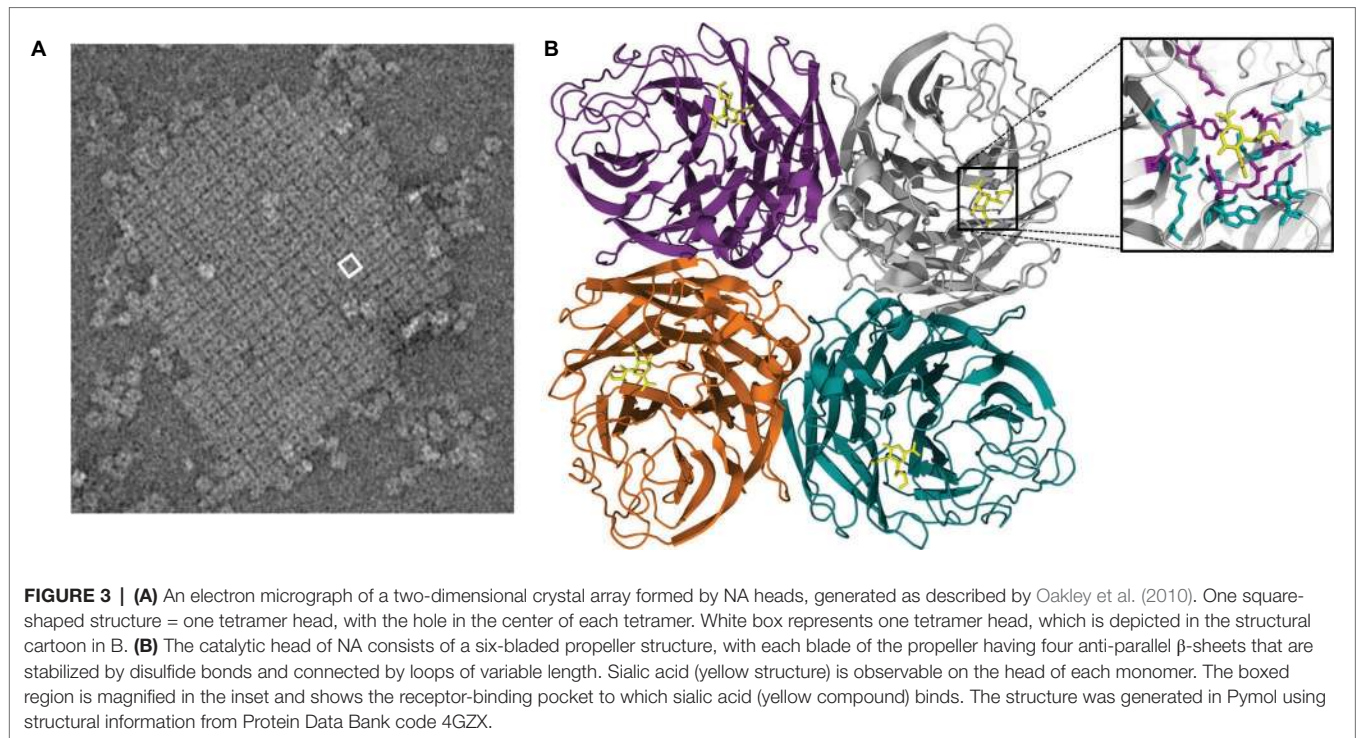 A
B
FIGURE 3 | (A) An electron micrograph of a two-dimensional crystal array formed by NA heads, generated as described by Oakley et al. (2010). One square-
shaped structure = one tetramer head, with the hole in the center of each tetramer. White box represents one tetramer head, which is depicted in the structural
cartoon in B. (B) The catalytic head of NA consists of a six-bladed propeller structure, with each blade of the propeller having four anti-parallel β-sheets that are
stabilized by disulfide bonds and connected by loops of variable length. Sialic acid (yellow structure) is observable on the head of each monomer. The boxed
region is magnified in the inset and shows the receptor-binding pocket to which sialic acid (yellow compound) binds. The structure was generated in Pymol using
structural information from Protein Data Bank code 4GZX.